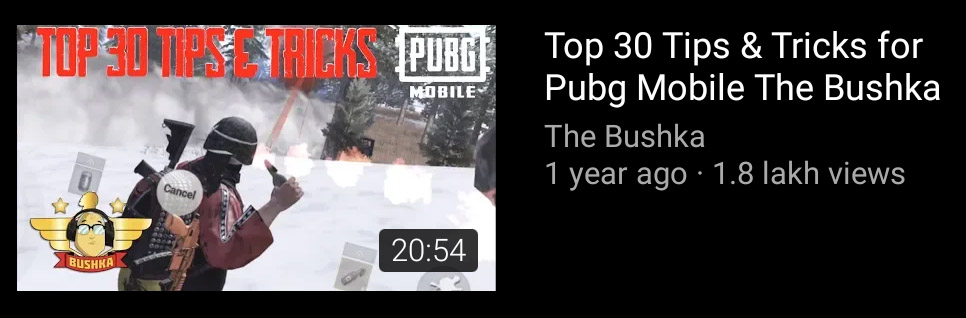 TOP 30 TIPS & TRICKS
PUBG
MOBILE
Cancel
BUSHKA
20:54
Top 30 Tips & Tricks for
Pubg Mobile The Bushka
The Bushka
1 year ago · 1.8 lakh views